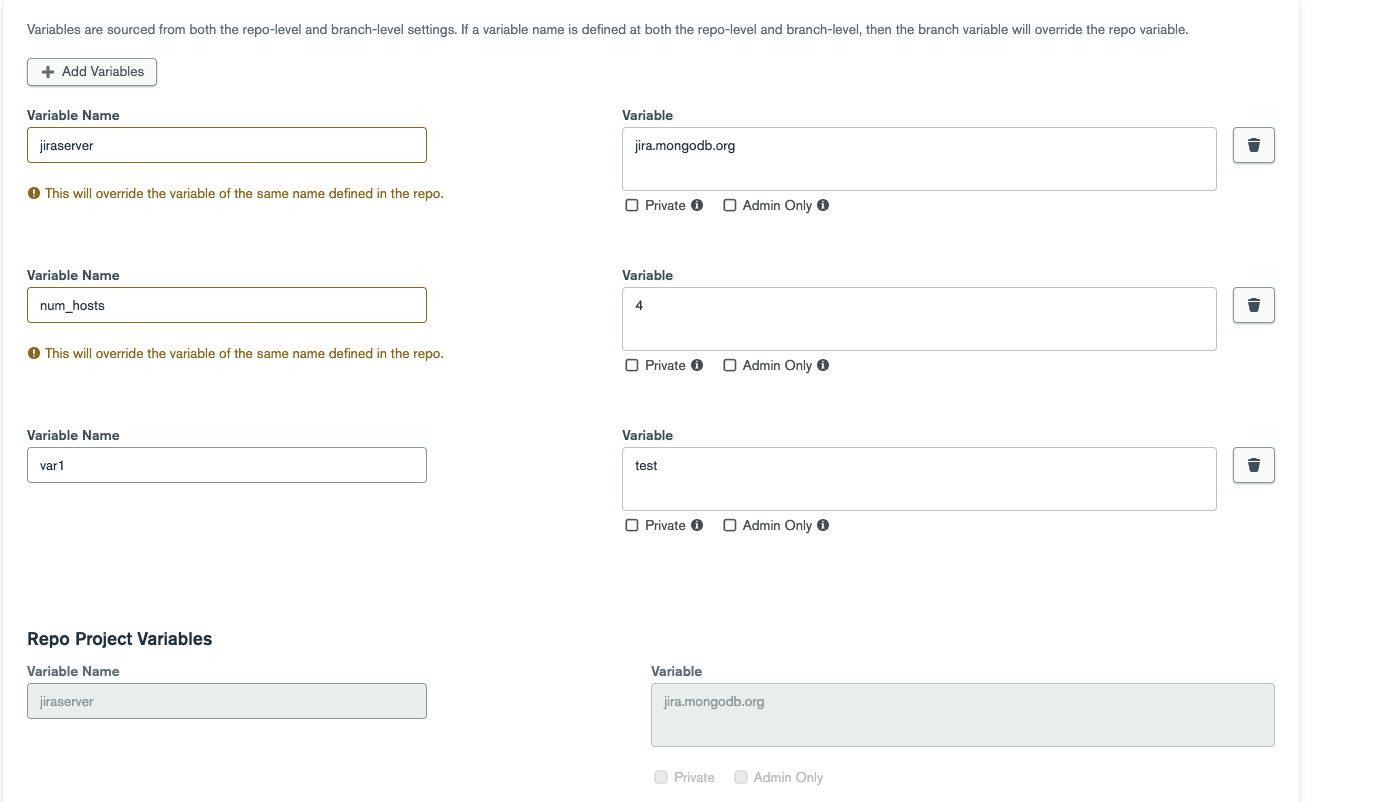 Variables are sourced from both the repo-level and branch-level settings. If a variable name is defined at both the repo-level and branch-level, then the branch variable will override the repo variable.
Add Variables
Variable Name
Variable
jiraserver
jira.mongodb.org
This will override the variable of the same name defined in the repo.
Private
Admin Only
Variable Name
Variable
num_hosts
4
This will override the variable of the same name defined in the repo.
Private
Admin Only
Variable Name
Variable
var1
test
Private
Admin Only
Repo Project Variables
Variable Name
Variable
jiraserver
jira.mongodb.org
Private
Admin Only